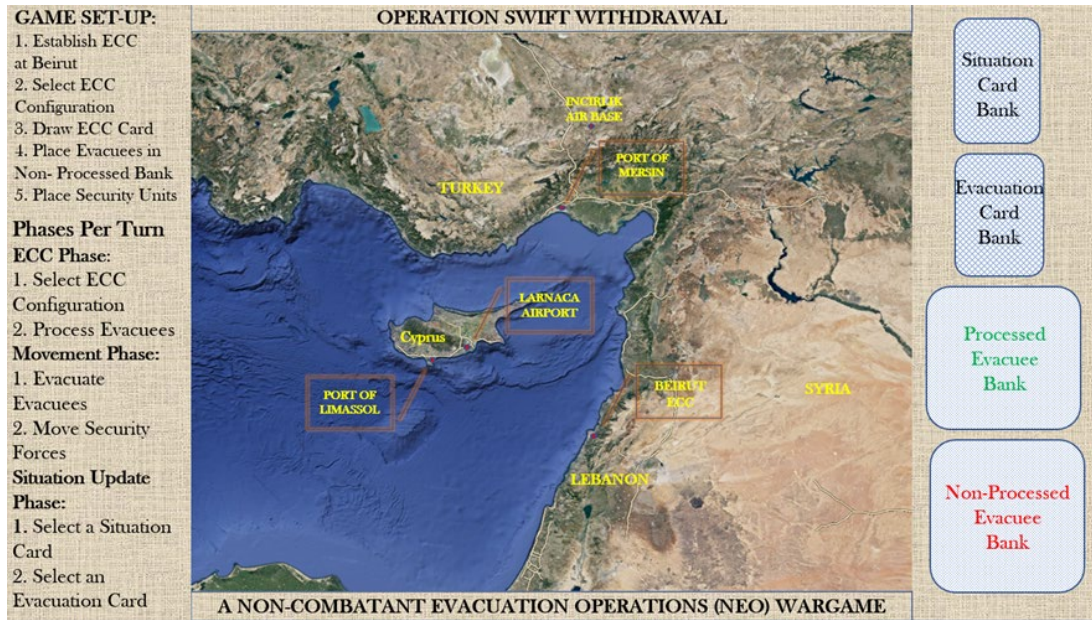 GAME SET-UP:
1. Establish ECC
at Beirut
2. Select ECC
Configuration
3. Draw ECC Card
4. Place Evacuees in
Non- Processed Bank
5. Place Security Units
Phases Per Turn
ECC Phase:
1. Select ECC
Configuration
2. Process Evacuees
Movement Phase:
1. Evacuate
Evacuees
2. Move Security
Forces
Situation Update
Phase:
1. Select a Situation
Card
2. Select an
Evacuation Card
OPERATION SWIFT WITHDRAWAL
INCIRLIK
AIR BASE
PORT OF
MERSIN
TURKEY
LARNACA
AIRPORT
Cyprus
PORT OF
LIMASSOL
BEIRUT
ECC
SYRIA
LEBANON
A NON-COMBATANT EVACUATION OPERATIONS (NEO) WARGAME
Situation
Card
Bank
Evacuation
Card
Bank
Processed
Evacuee
Bank
Non-Processed
Evacuee
Bank